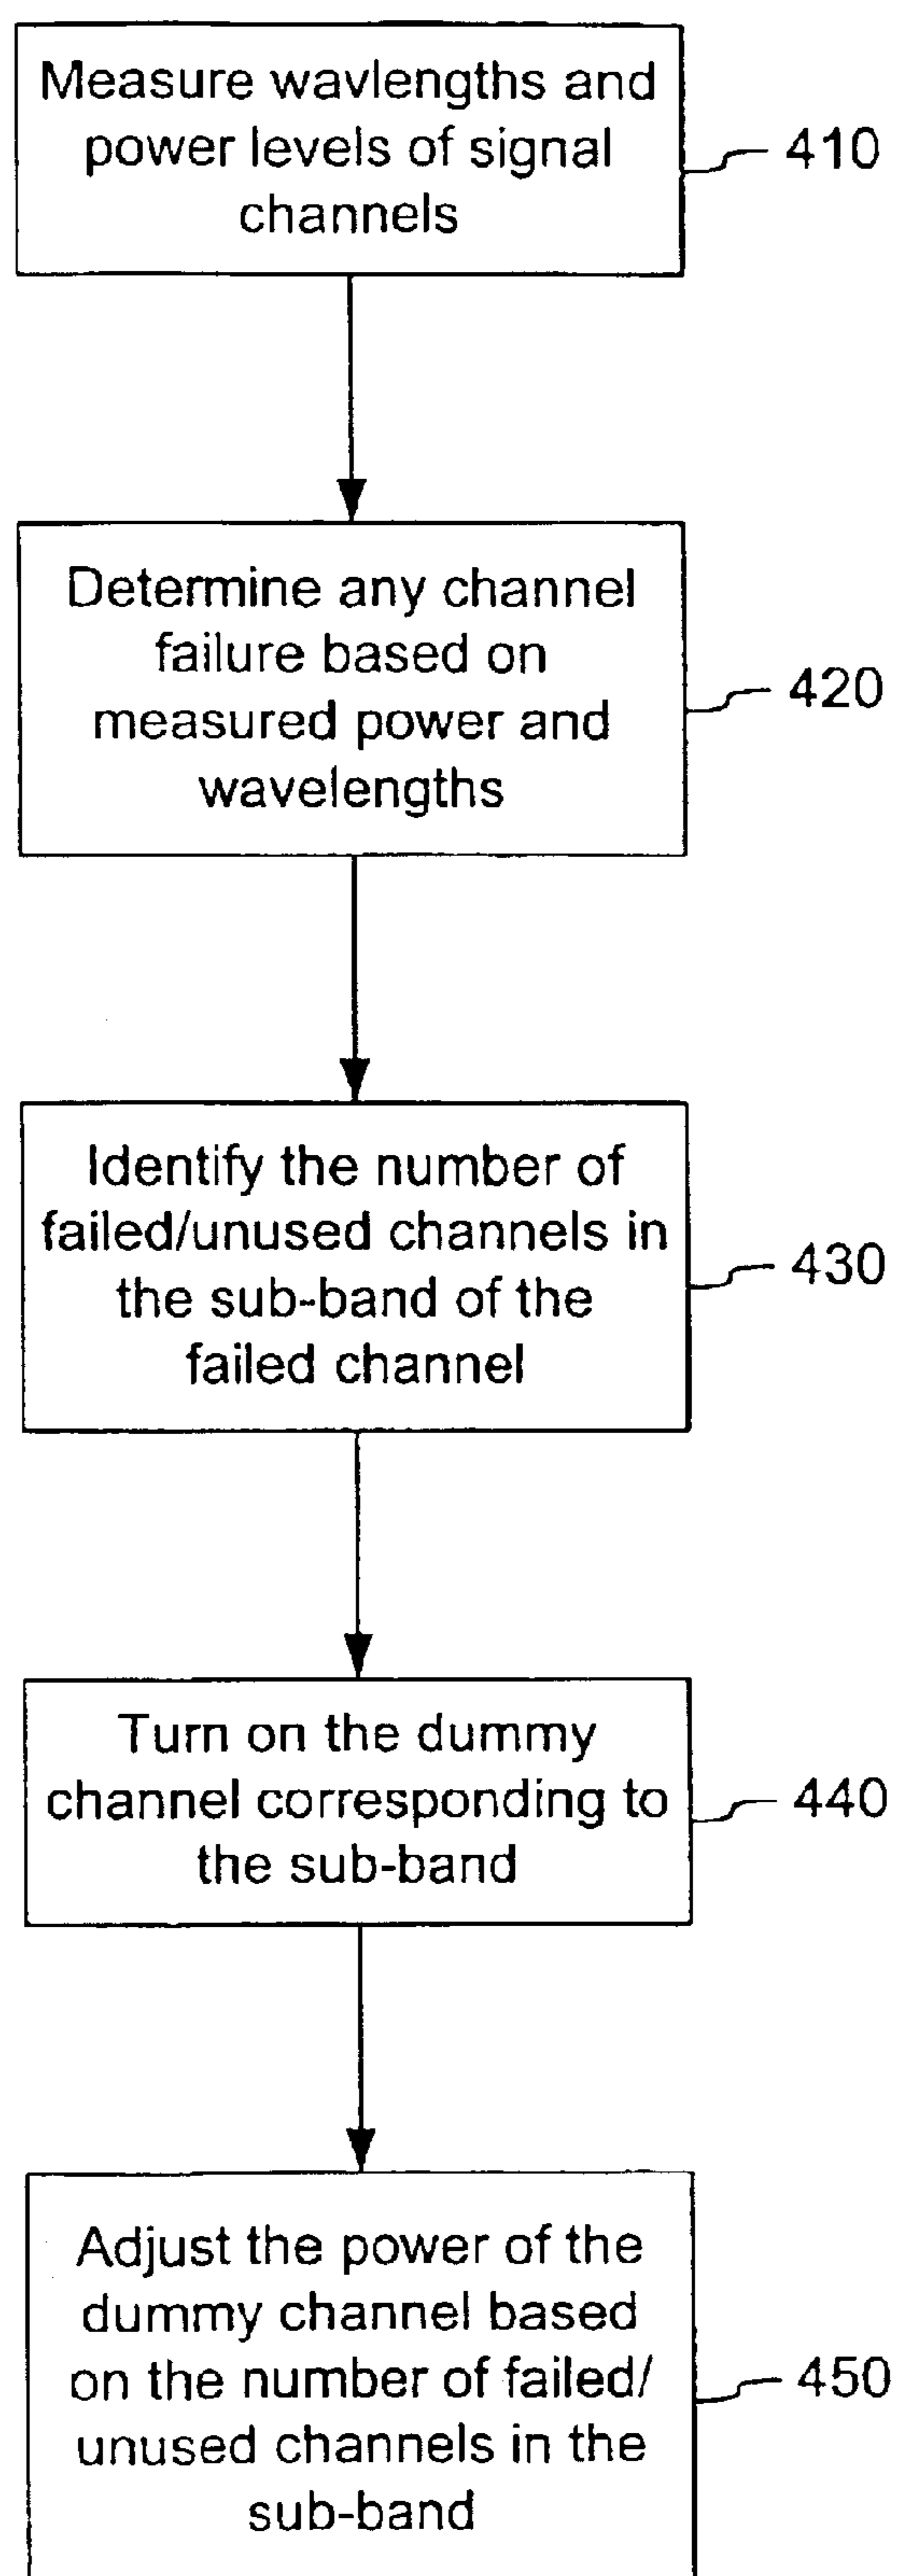 Measure wavlengths and
power levels of signal
channels
410
Determine any channel
failure based on
measured power and
wavelengths
420
Identify the number of
failed/unused channels in
the sub-band of the
failed channel
430
Turn on the dummy
channel corresponding to
the sub-band
440
Adjust the power of the
dummy channel based
on the number of failed/
unused channels in the
sub-band
450